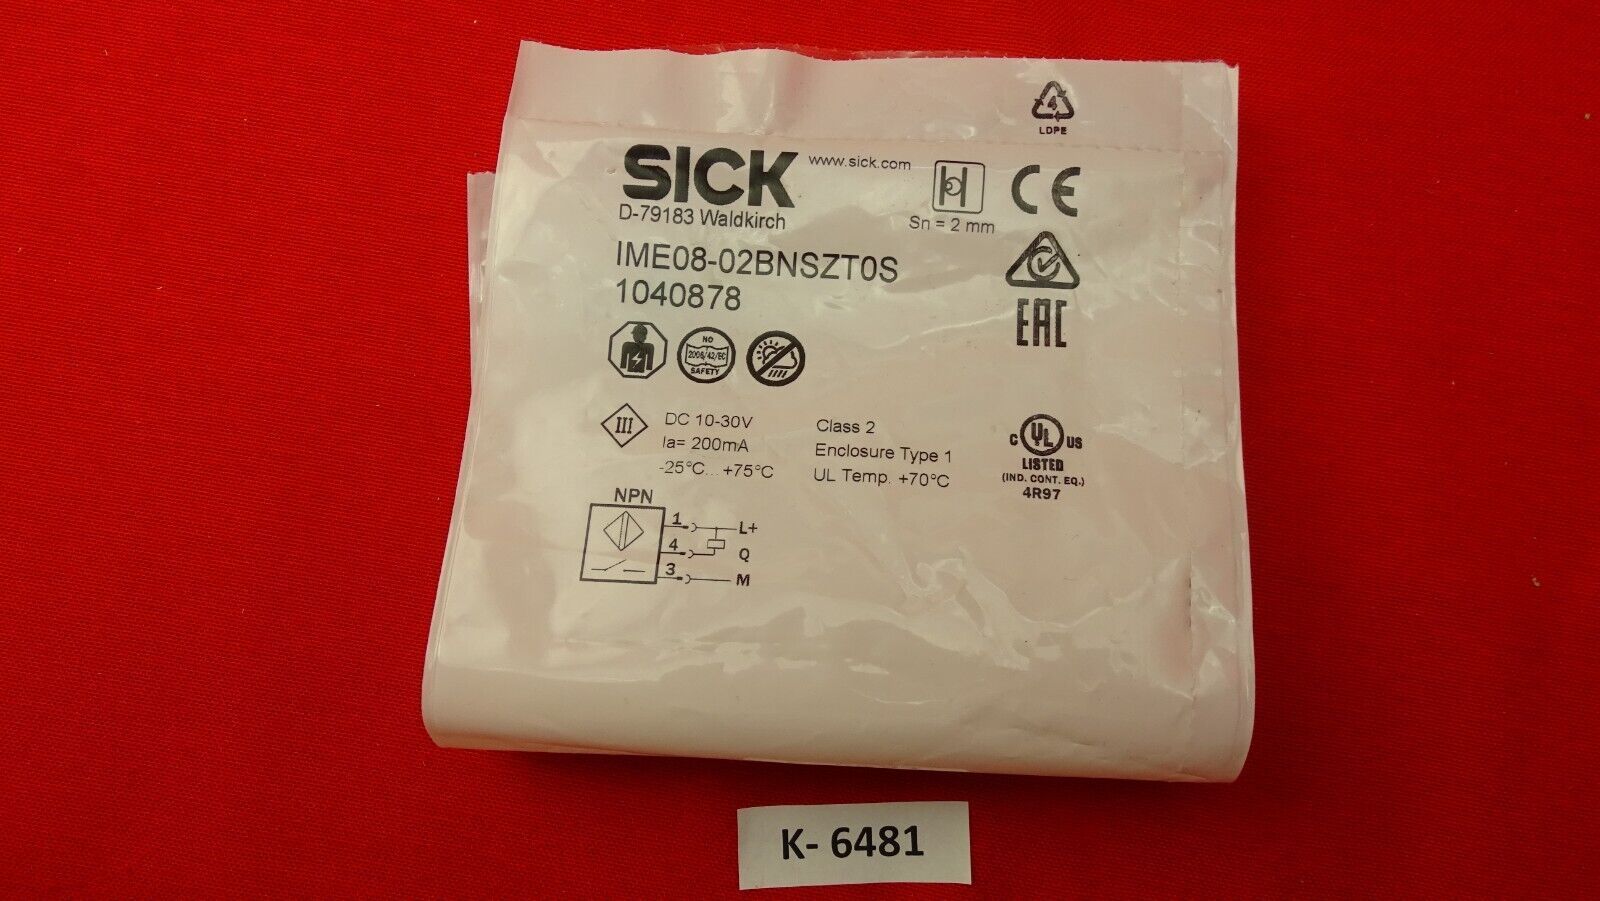 4
LDPE
SICK
www.sick.com
D-79183 Waldkirch
Sn = 2 mm
CE
IME08-02BNSZT0S
1040878
EAC
NO
2006/42/EC
SAFETY
III
DC 10-30V
Ia= 200mA
-25°C... +75°C
Class 2
Enclosure Type 1
UL Temp. +70°C
C UL US
LISTED
(IND. CONT. EQ.)
4R97
NPN
1
L+
4
Q
3
M
K- 6481